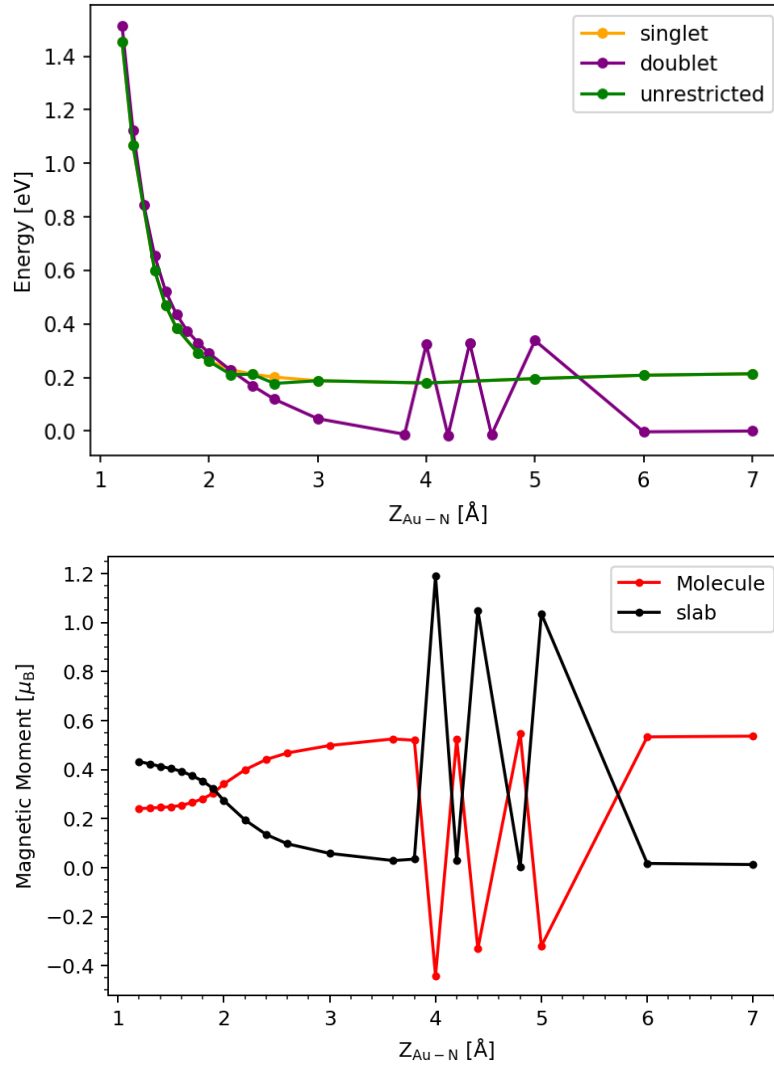 singlet
doublet
unrestricted
1.4
1.2
1.0
0.8
0.6
0.4
0.2
0.0
Energy [eV]
1 2 3 4 5 6 7
Z_Au−N [Å]
Molecule
slab
1.2
1.0
0.8
0.6
0.4
0.2
0.0
−0.2
−0.4
Magnetic Moment [μ_B]
1 2 3 4 5 6 7
Z_Au−N [Å]